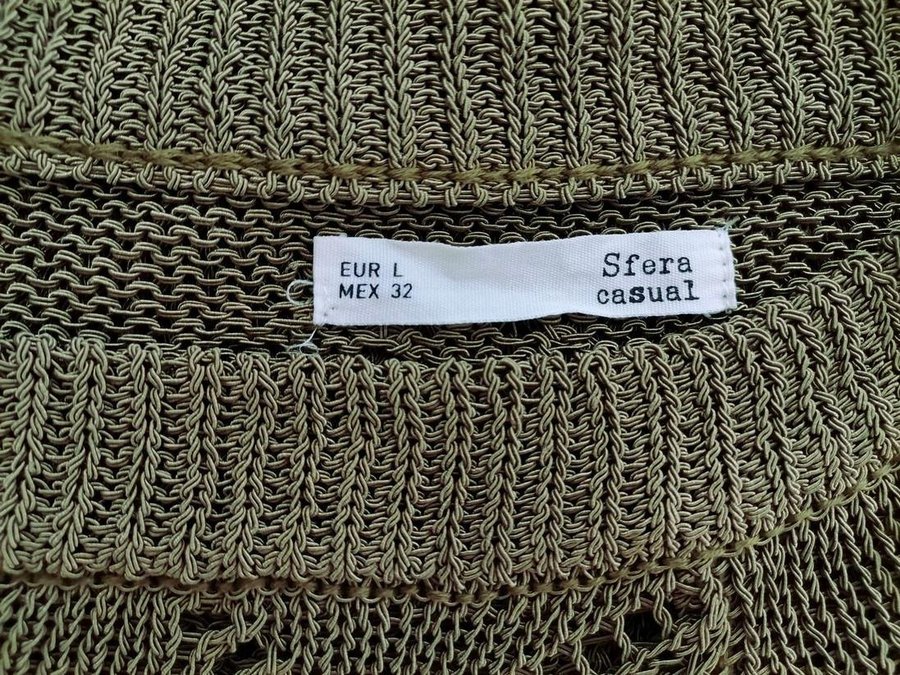 EUR L
MEX 32
Sfera
casual